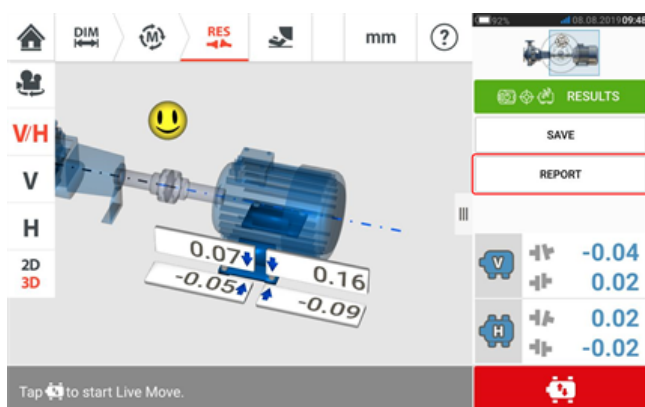 DIM
M
RES
mm
?
92%
08.08.2019 09:48
V/H
V
H
2D
3D
0.07
0.16
-0.05
-0.09
RESULTS
SAVE
REPORT
V
-0.04
0.02
H
0.02
-0.02
Tap to start Live Move.